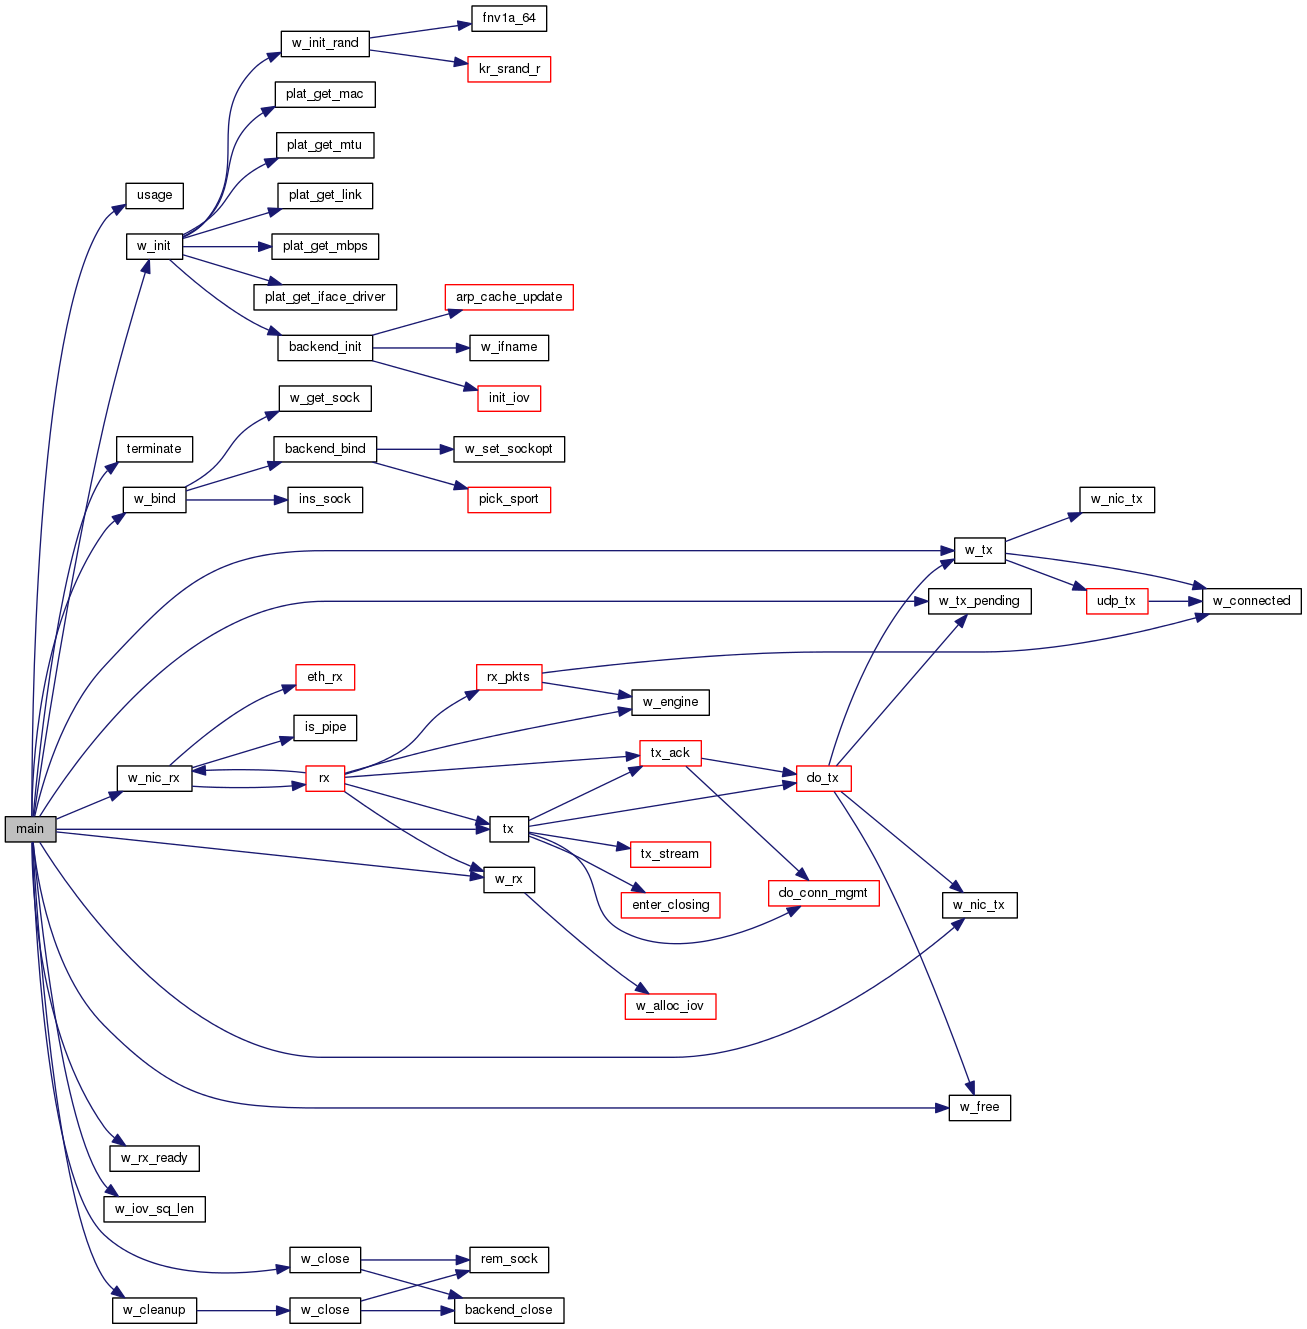 fnv1a_64
w_init_rand
kr_srand_r
plat_get_mac
plat_get_mtu
usage
plat_get_link
w_init
plat_get_mbps
plat_get_iface_driver
arp_cache_update
backend_init
w_ifname
w_get_sock
init_iov
terminate
backend_bind
w_set_sockopt
w_bind
ins_sock
pick_sport
w_nic_tx
w_tx
w_tx_pending
udp_tx
w_connected
eth_rx
rx_pkts
w_engine
is_pipe
tx_ack
w_nic_rx
rx
do_tx
main
tx
tx_stream
w_rx
do_conn_mgmt
enter_closing
w_nic_tx
w_alloc_iov
w_free
w_rx_ready
w_iov_sq_len
w_close
rem_sock
w_cleanup
w_close
backend_close